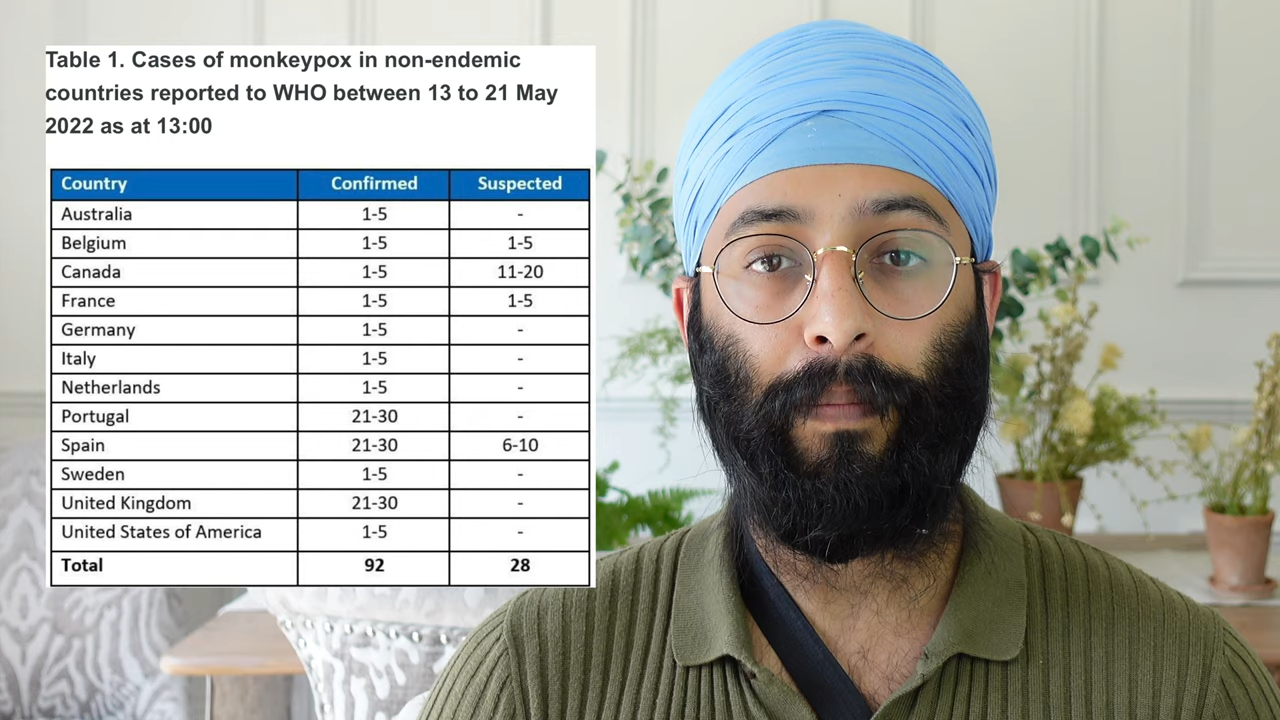 Table 1. Cases of monkeypox in non-endemic
countries reported to WHO between 13 to 21 May
2022 as at 13:00
Country Confirmed Suspected
Australia 1-5 -
Belgium 1-5 1-5
Canada 1-5 11-20
France 1-5 1-5
Germany 1-5 -
Italy 1-5 -
Netherlands 1-5 -
Portugal 21-30 -
Spain 21-30 6-10
Sweden 1-5 -
United Kingdom 21-30 -
United States of America 1-5 -
Total 92 28